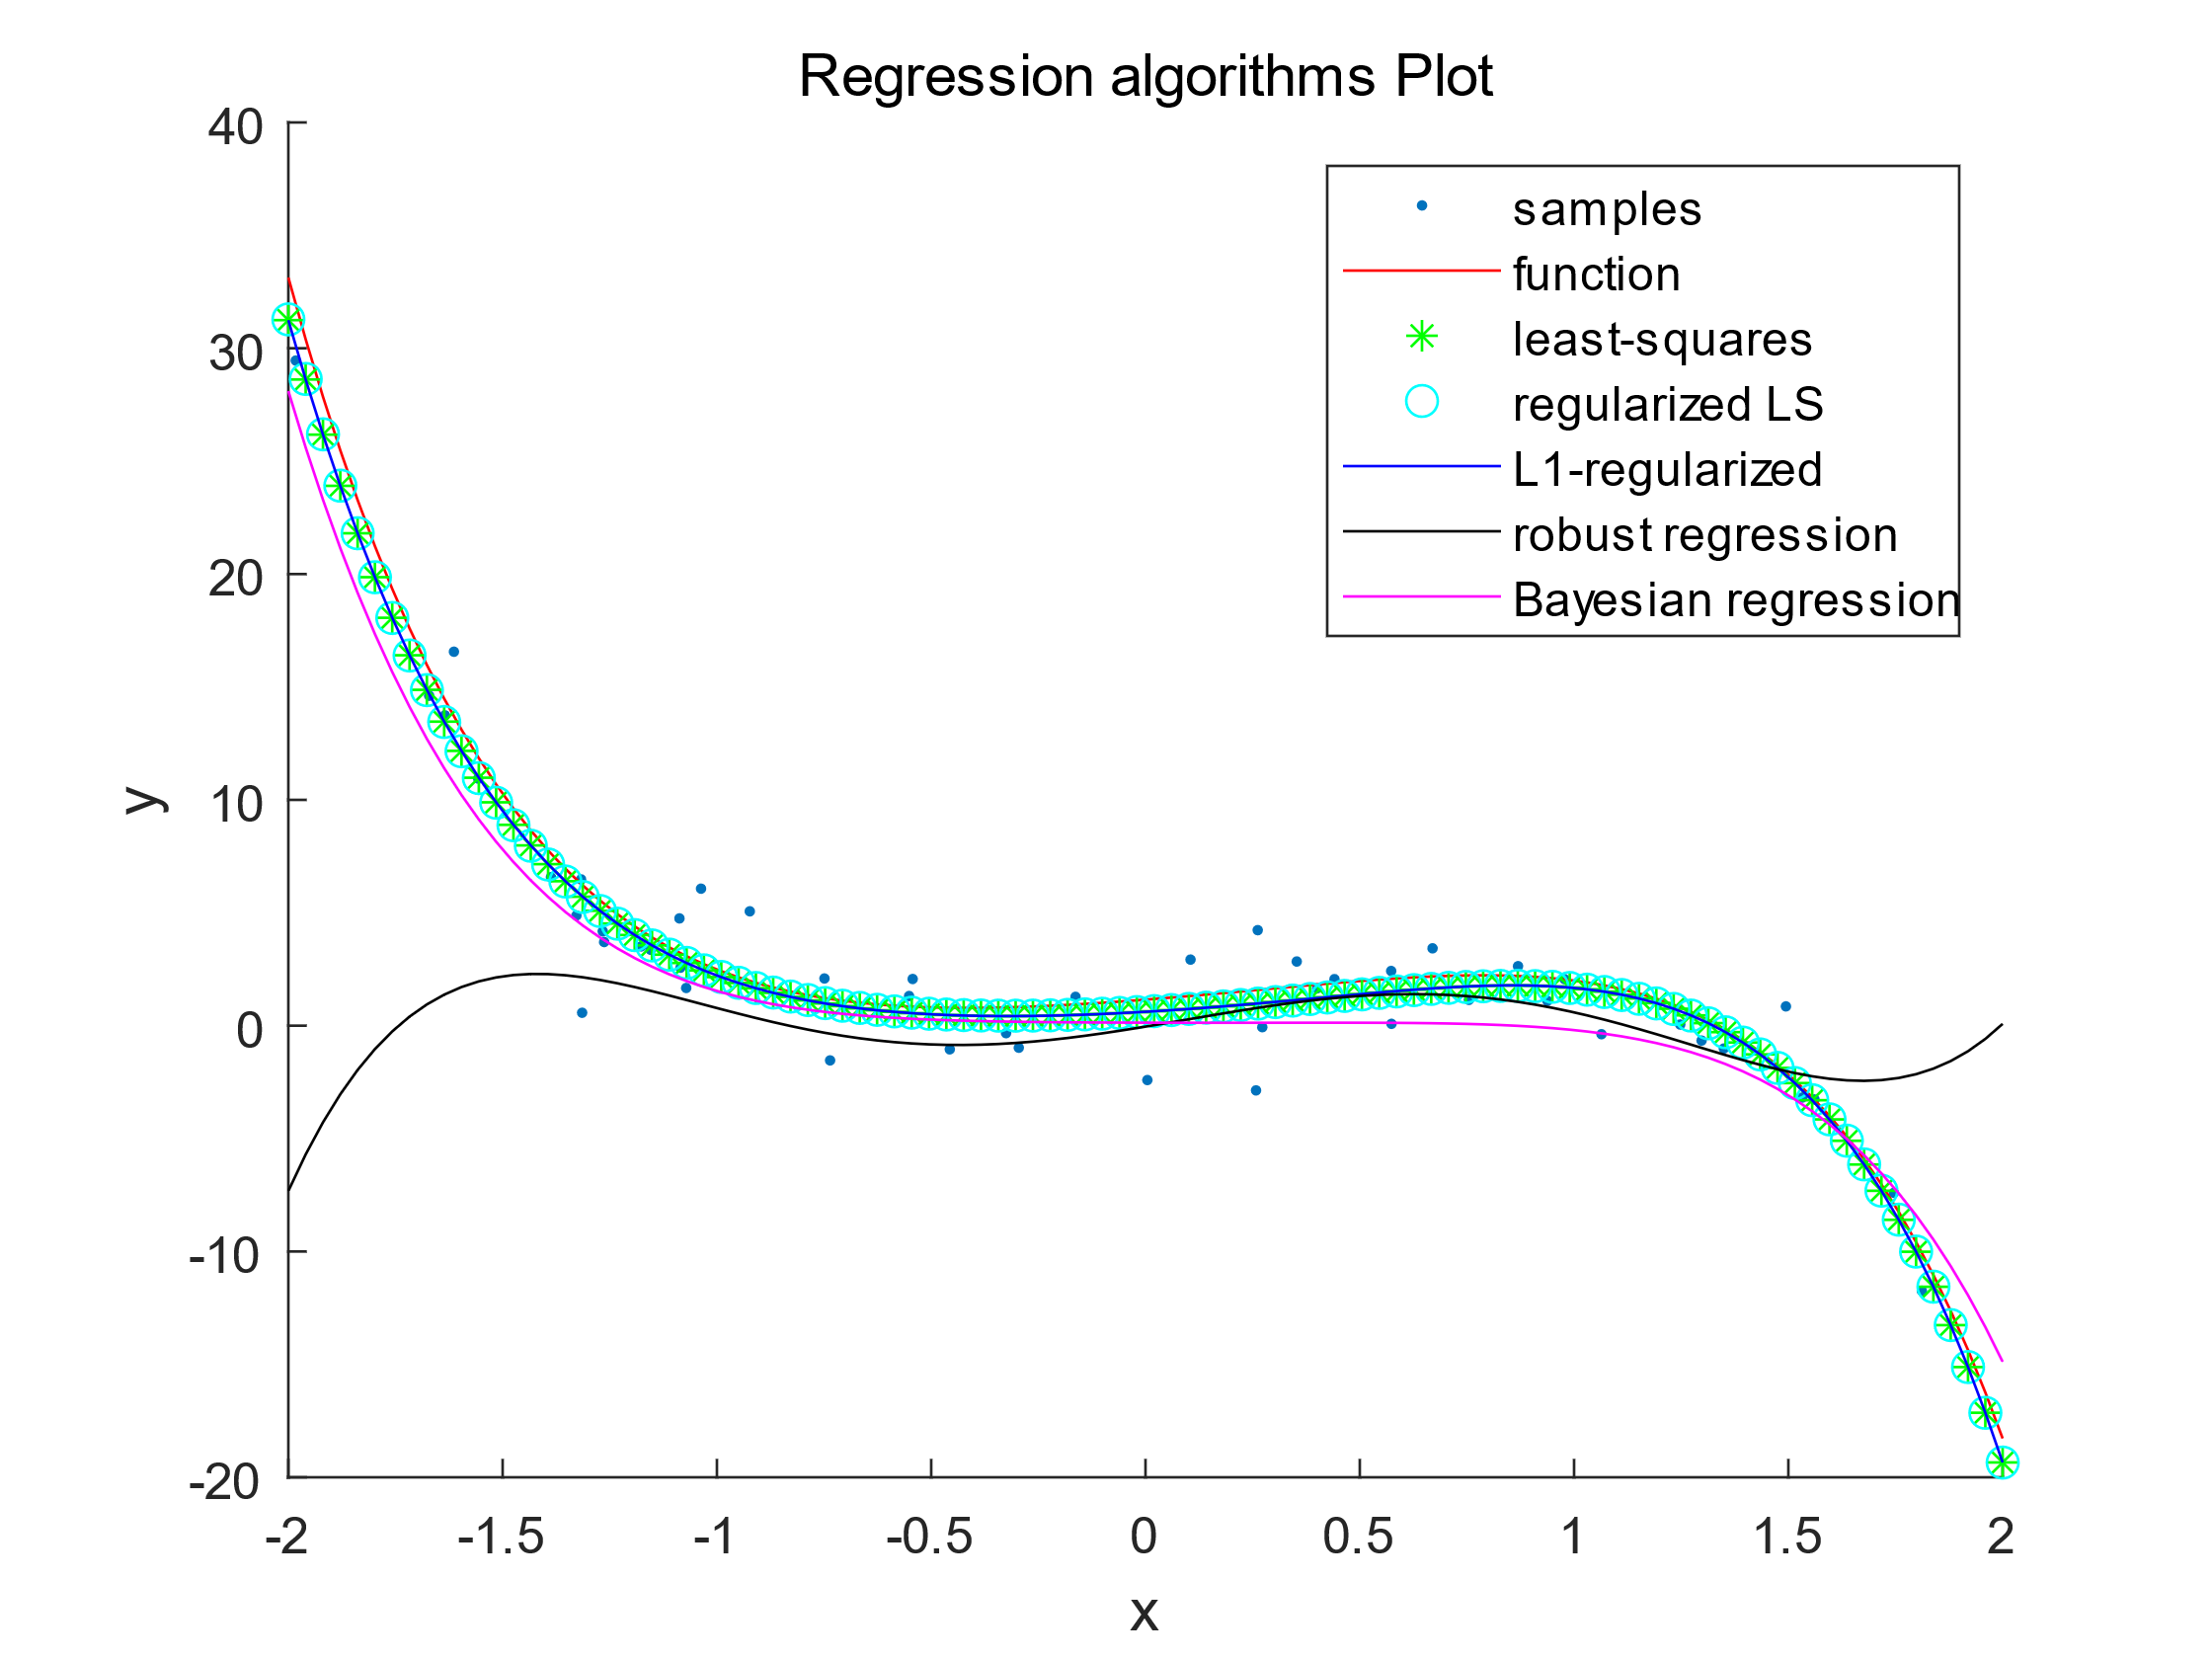 Regression algorithms Plot
40
30
20
10
0
-10
-20
y
samples
function
least-squares
regularized LS
L1-regularized
robust regression
Bayesian regression
-2 -1.5 -1 -0.5 0 0.5 1 1.5 2
x